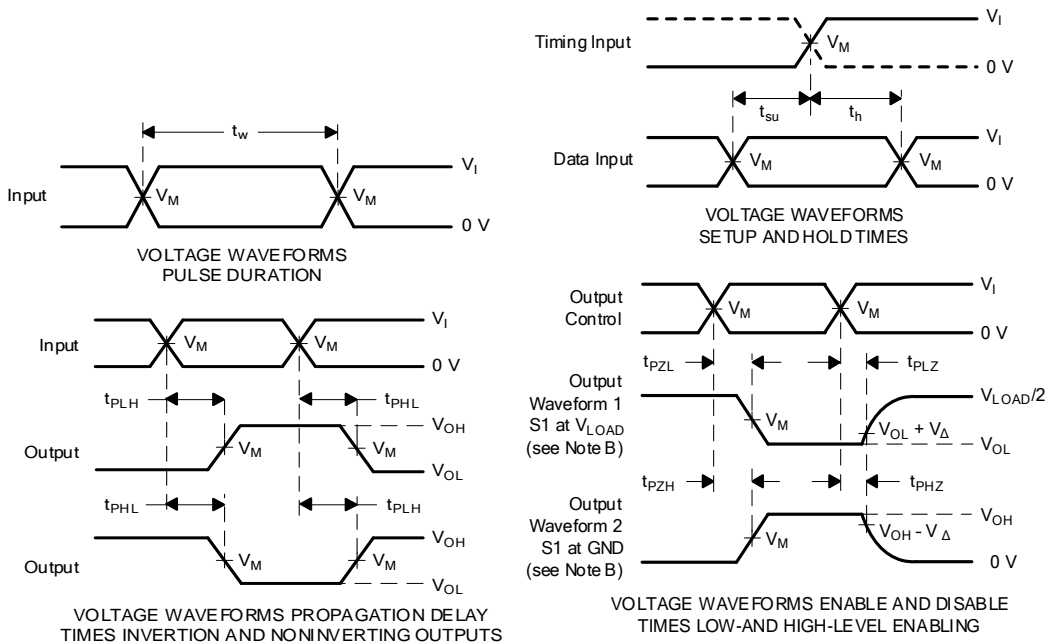 t_w
V_I
Input
V_M
V_M
0 V
VOLTAGE WAVEFORMS
PULSE DURATION
Timing Input
V_I
V_M
0 V
t_su
t_h
Data Input
V_I
V_M
V_M
0 V
VOLTAGE WAVEFORMS
SETUP AND HOLD TIMES
Input
V_I
V_M
V_M
0 V
t_PLH
t_PHL
Output
V_OH
V_M
V_M
V_OL
t_PHL
t_PLH
Output
V_OH
V_M
V_M
V_OL
VOLTAGE WAVEFORMS PROPAGATION DELAY
TIMES INVERTION AND NONINVERTING OUTPUTS
Output
Control
V_I
V_M
V_M
0 V
t_PZL
t_PLZ
Output
Waveform 1
S1 at V_LOAD
(see Note B)
V_LOAD/2
V_M
V_OL + V_Δ
V_OL
t_PZH
t_PHZ
Output
Waveform 2
S1 at GND
(see Note B)
V_OH
V_M
V_OH - V_Δ
0 V
VOLTAGE WAVEFORMS ENABLE AND DISABLE
TIMES LOW-AND HIGH-LEVEL ENABLING